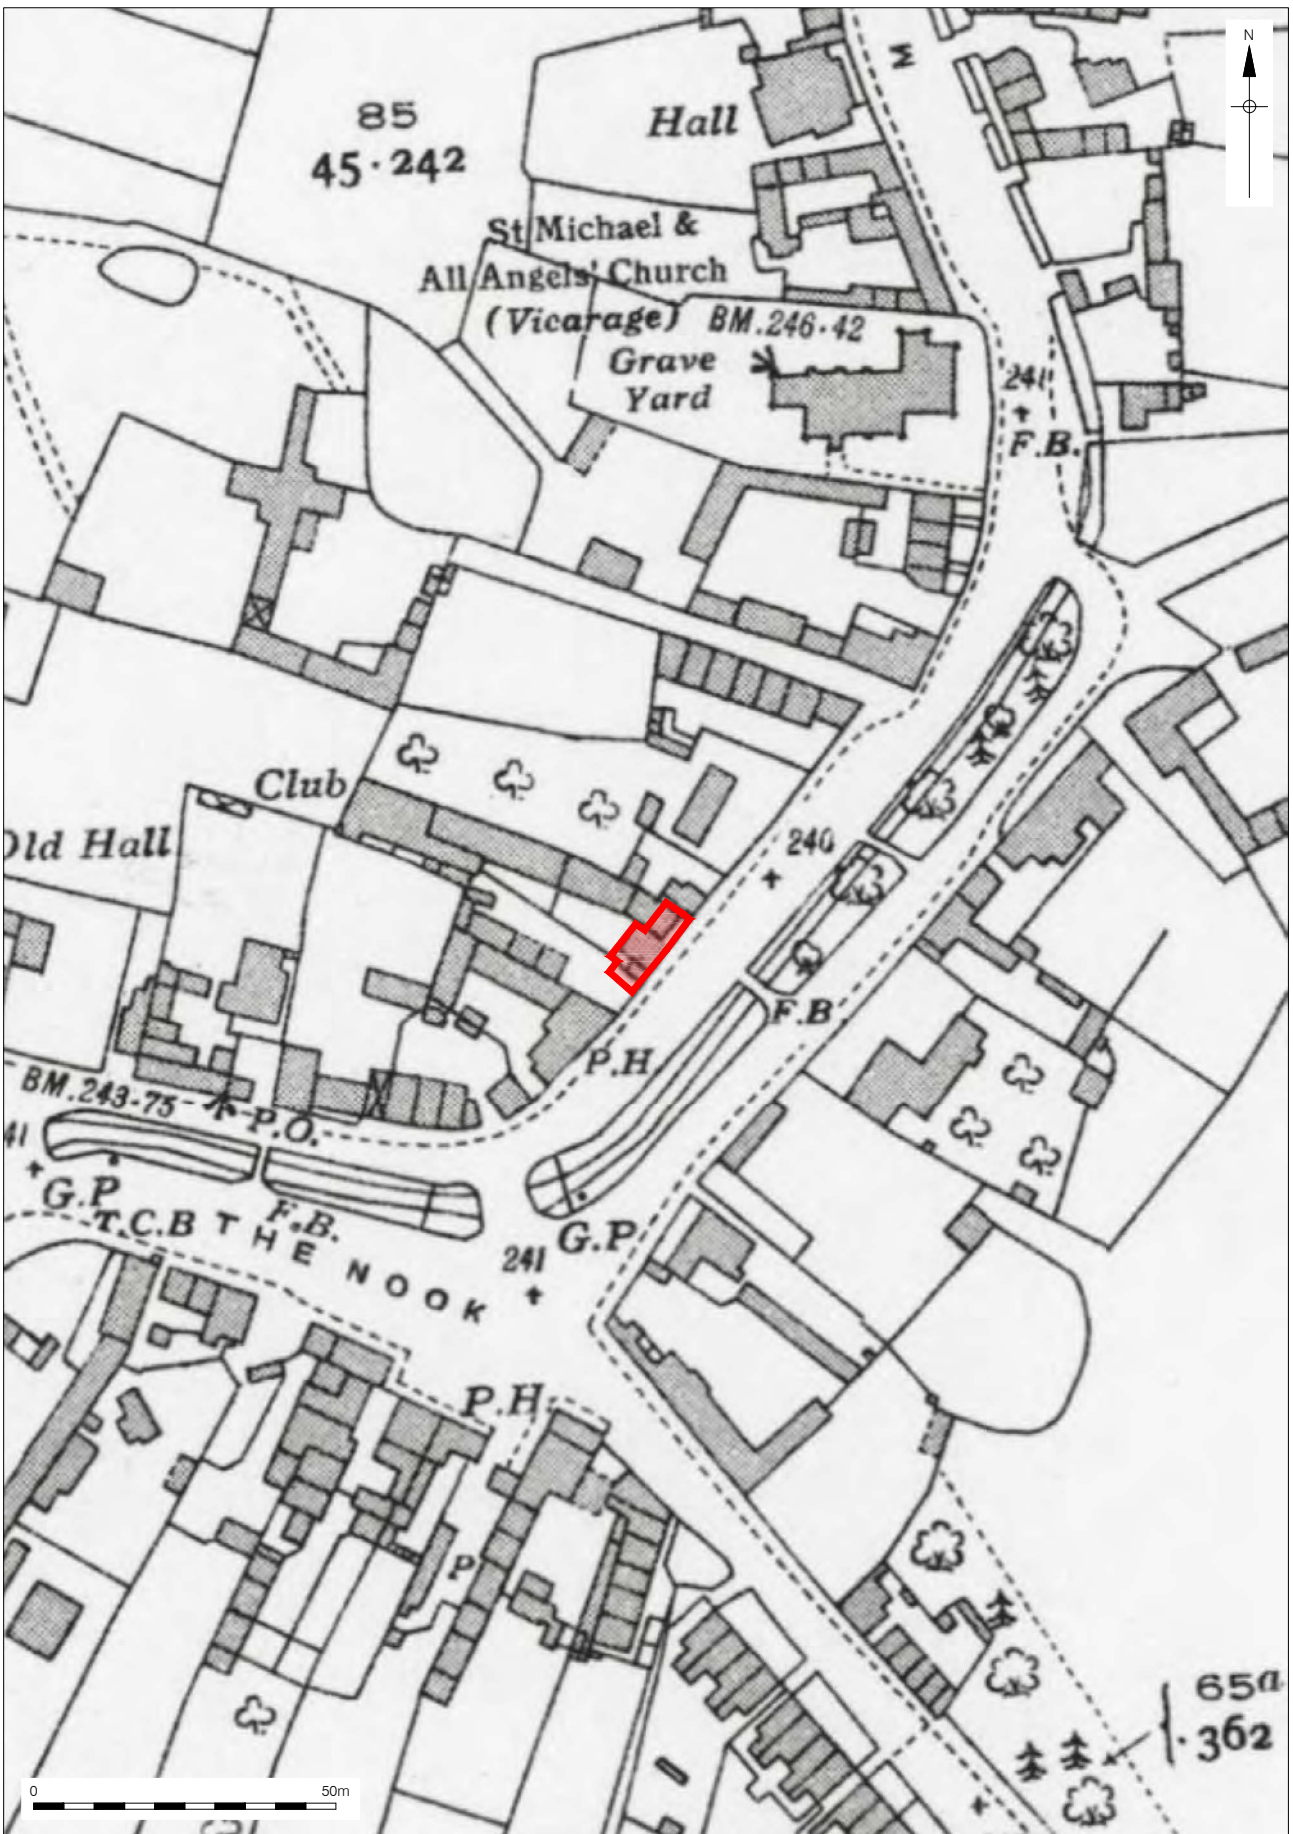 N
M
85
45·242
Hall
St Michael &
All Angels' Church
(Vicarage)
BM.246·42
Grave
Yard
241
F.B.
Club
Old Hall
240
F.B
P.H.
BM.243·75
P.O.
41
G.P
T.C.B
F.B.
THE NOOK
G.P
241
P.H.
P
65a
·362
0
50m